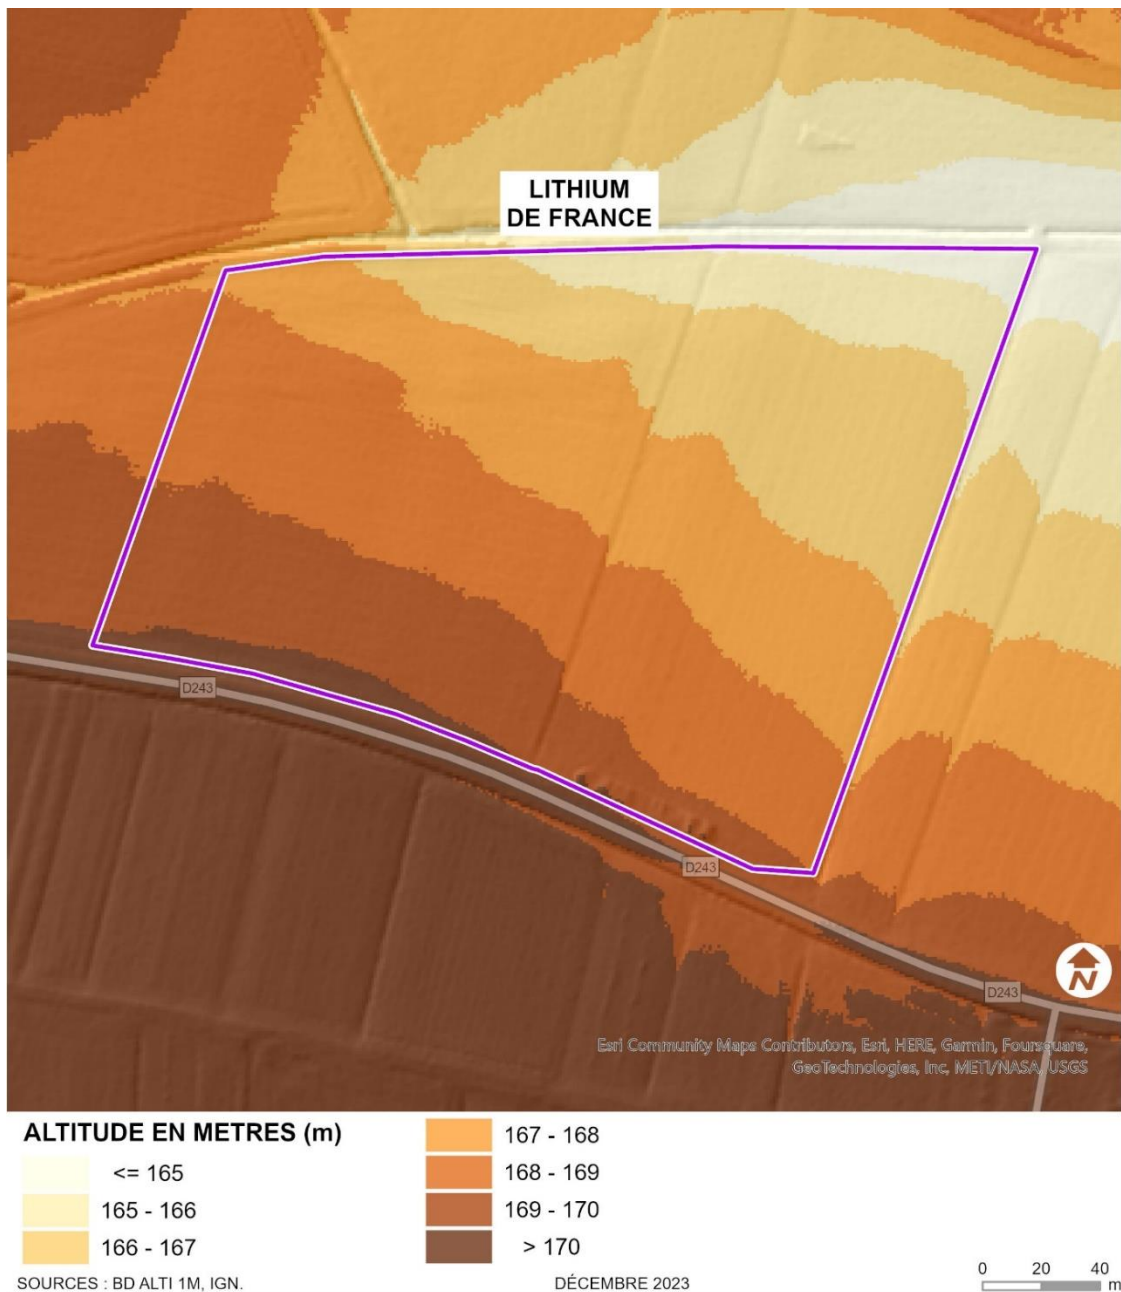 LITHIUM
DE FRANCE
D243
D243
D243
N
Esri Community Maps Contributors, Esri, HERE, Garmin, Foursquare,
GeoTechnologies, Inc, METI/NASA, USGS
ALTITUDE EN METRES (m)
<= 165
165 - 166
166 - 167
167 - 168
168 - 169
169 - 170
> 170
SOURCES : BD ALTI 1M, IGN.
DÉCEMBRE 2023
0 20 40
m